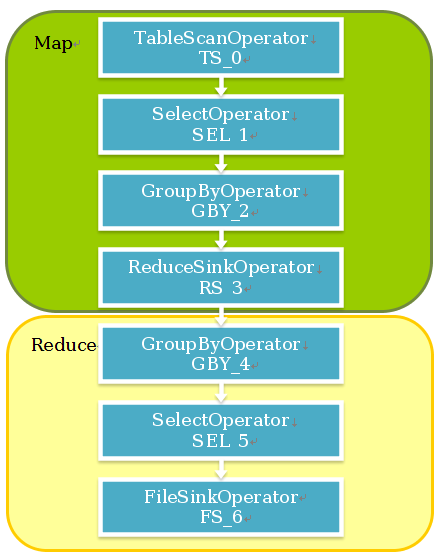 Map
TableScanOperator
TS_0
SelectOperator
SEL_1
GroupByOperator
GBY_2
ReduceSinkOperator
RS_3
Reduce
GroupByOperator
GBY_4
SelectOperator
SEL_5
FileSinkOperator
FS_6